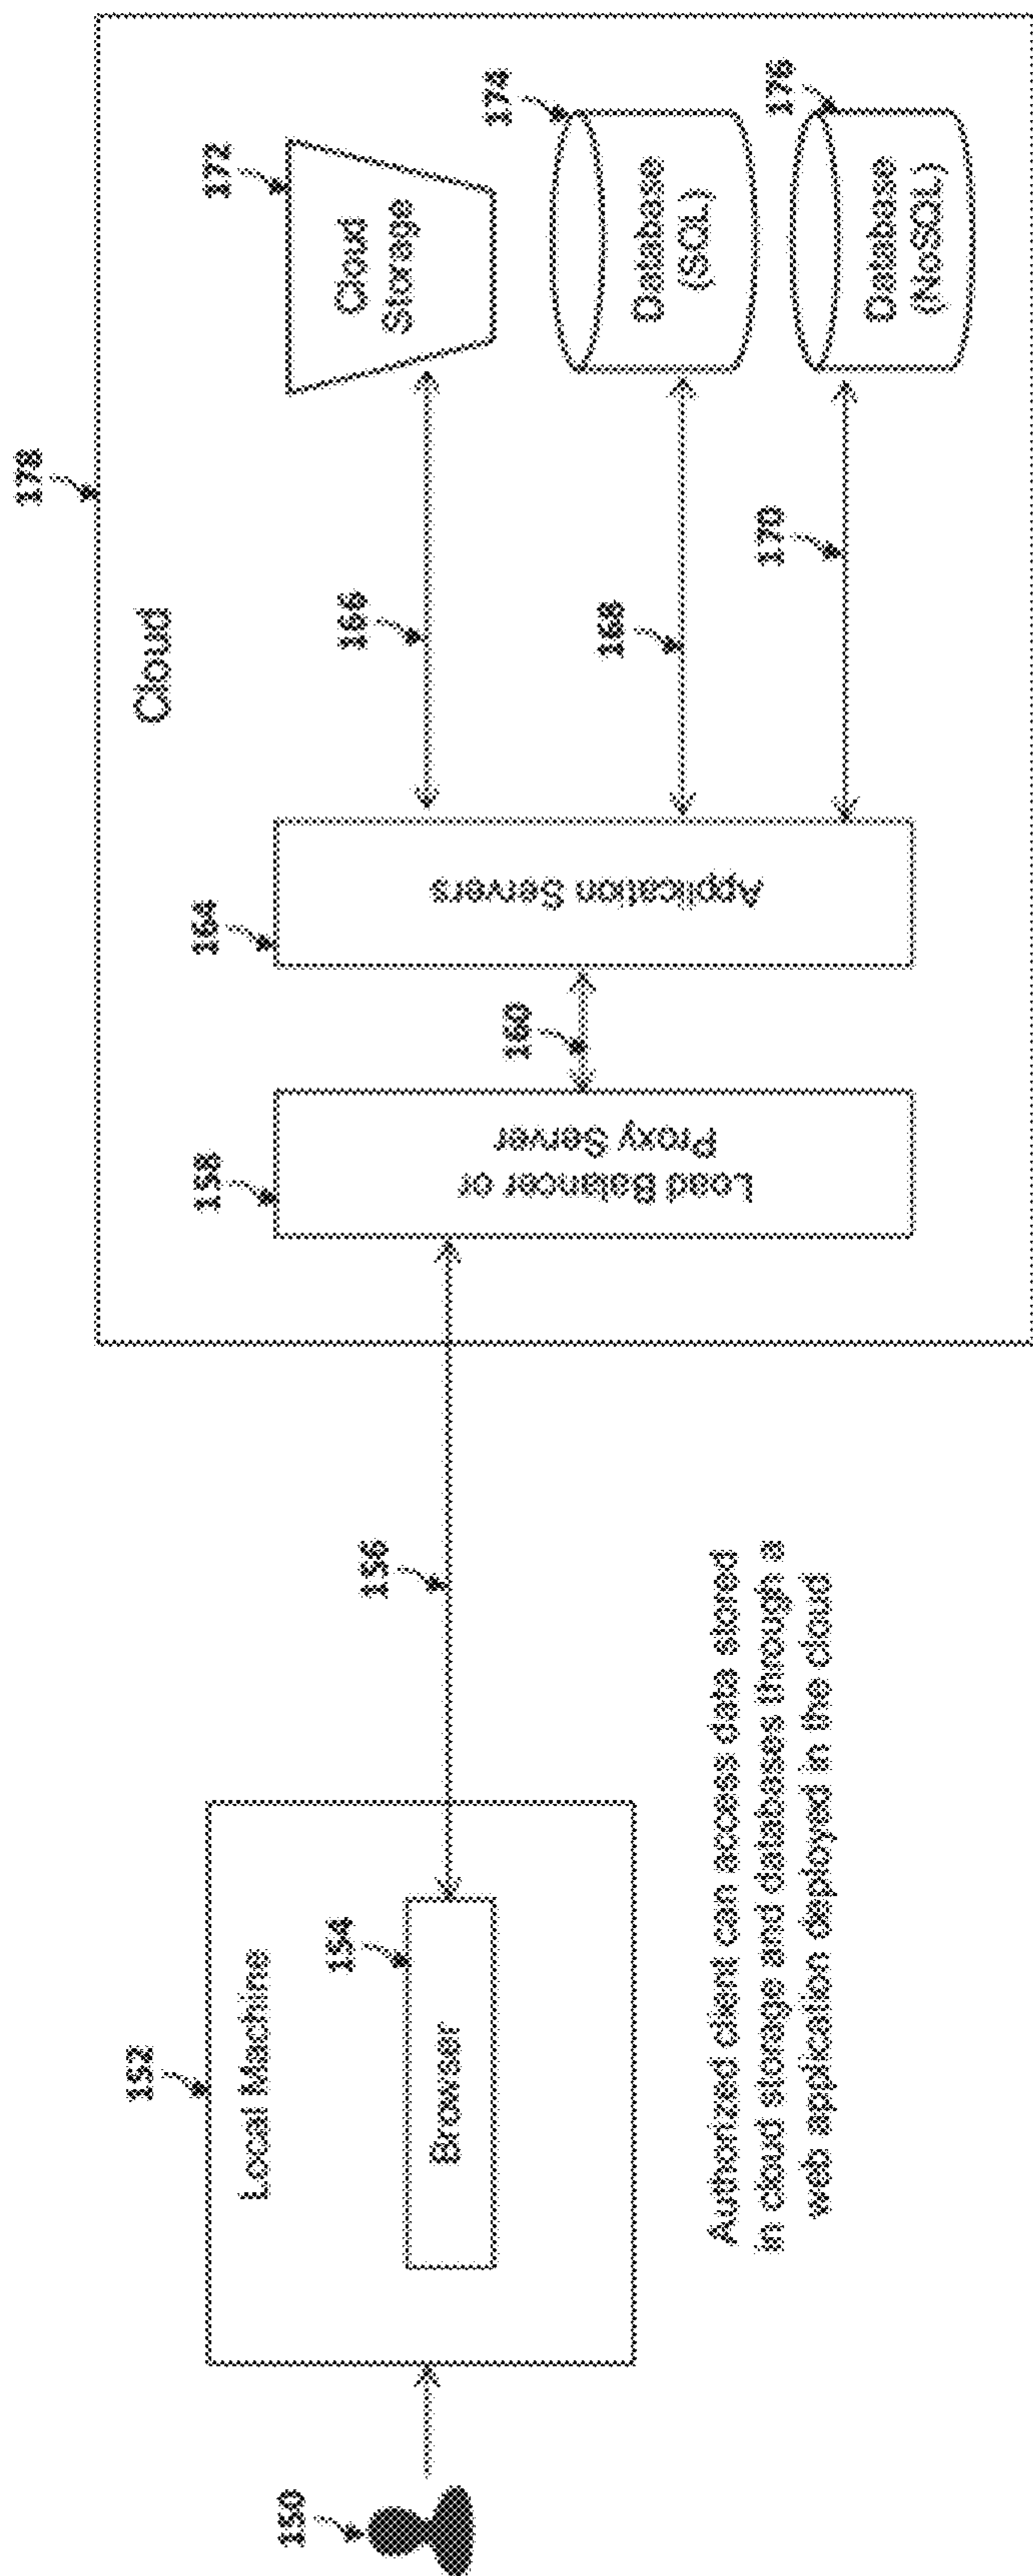 150
152
Local Machine
154
Browser
156
Authorized client can access data stored
in cloud storage and databases through a
web application deployed in the cloud
178
Cloud
158
Load Balancer or
Proxy Server
160
164
Application Servers
166
168
170
172
Cloud
Storage
174
Database
(SQL)
176
Database
(NoSQL)